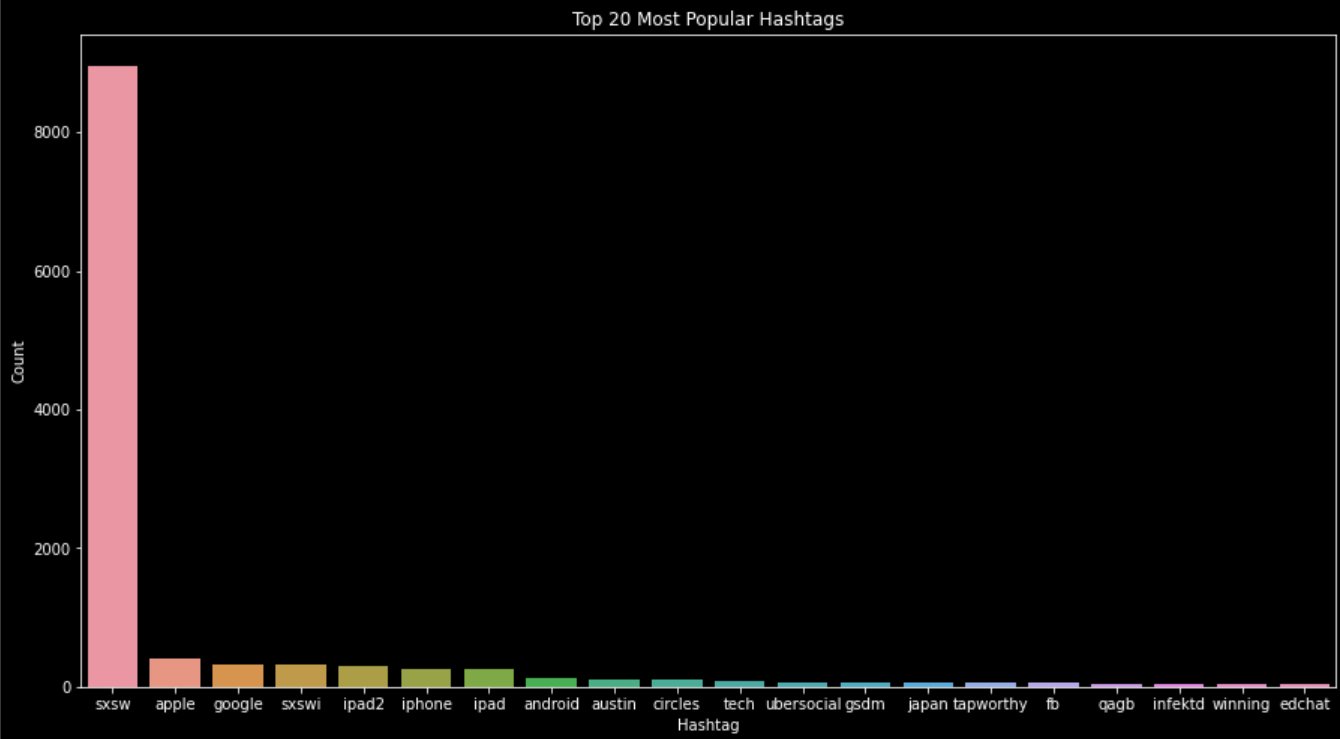 Top 20 Most Popular Hashtags
Count
8000
6000
4000
2000
0
sxsw apple google sxswi ipad2 iphone ipad android austin circles tech ubersocial gsdm japan tapworthy fb qagb infektd winning edchat
Hashtag